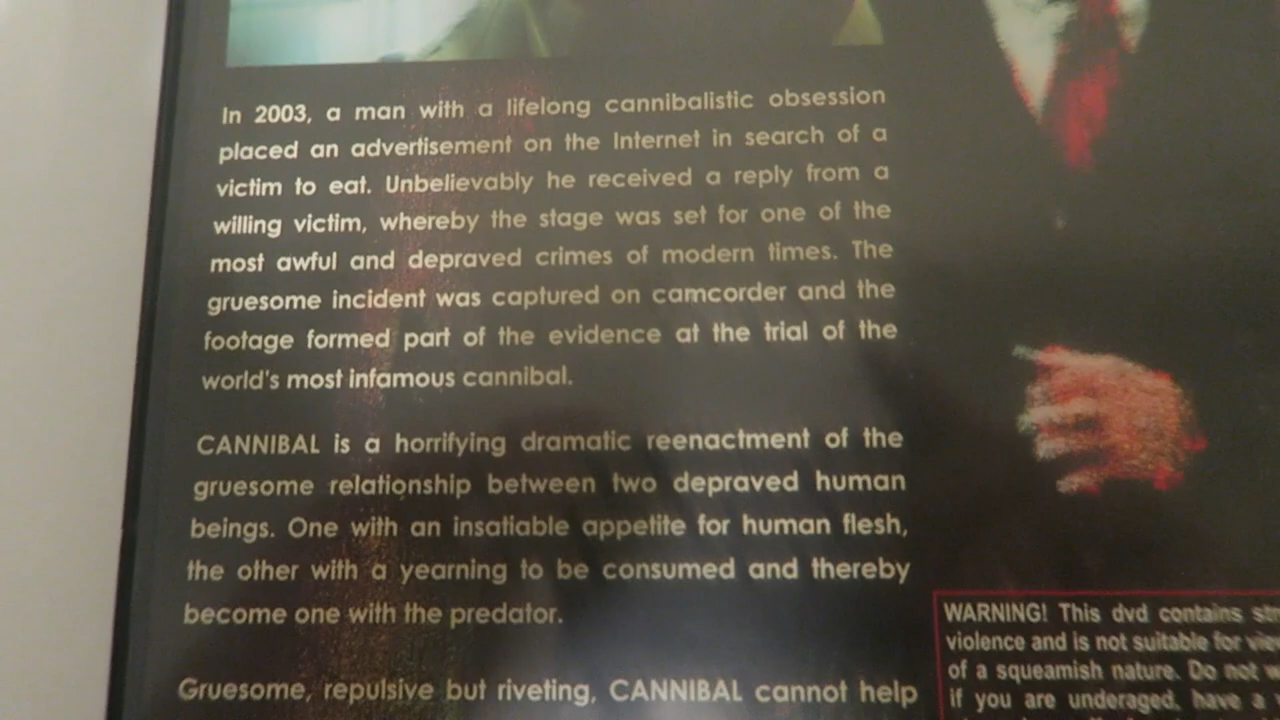 In 2003, a man with a lifelong cannibalistic obsession
placed an advertisement on the Internet in search of a
victim to eat. Unbelievably he received a reply from a
willing victim, whereby the stage was set for one of the
most awful and depraved crimes of modern times. The
gruesome incident was captured on camcorder and the
footage formed part of the evidence at the trial of the
world's most infamous cannibal.
CANNIBAL is a horrifying dramatic reenactment of the
gruesome relationship between two depraved human
beings. One with an insatiable appetite for human flesh,
the other with a yearning to be consumed and thereby
become one with the predator.
Gruesome, repulsive but riveting, CANNIBAL cannot help
WARNING! This dvd contains
violence and is not suitable for
of a squeamish nature. Do not
if you are underaged, have a